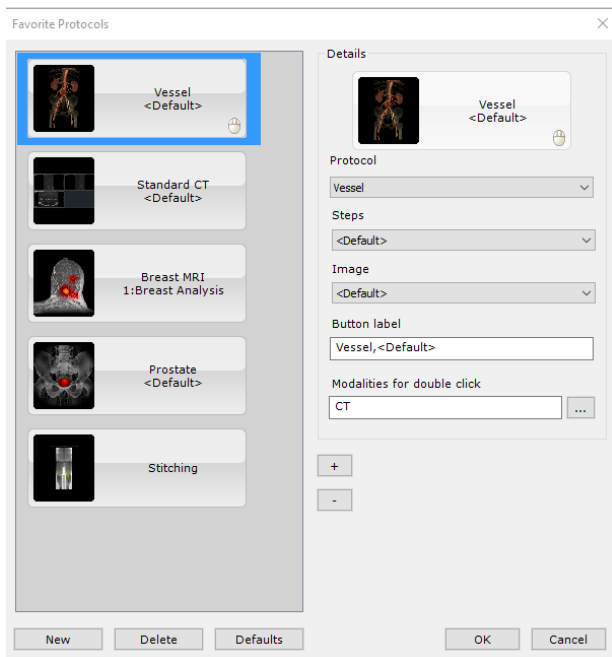 Favorite Protocols
Vessel
<Default>
Standard CT
<Default>
Breast MRI
1:Breast Analysis
Prostate
<Default>
Stitching
Details
Vessel
<Default>
Protocol
Vessel
Steps
<Default>
Image
<Default>
Button label
Vessel,<Default>
Modalities for double click
CT
...
+
-
New
Delete
Defaults
OK
Cancel